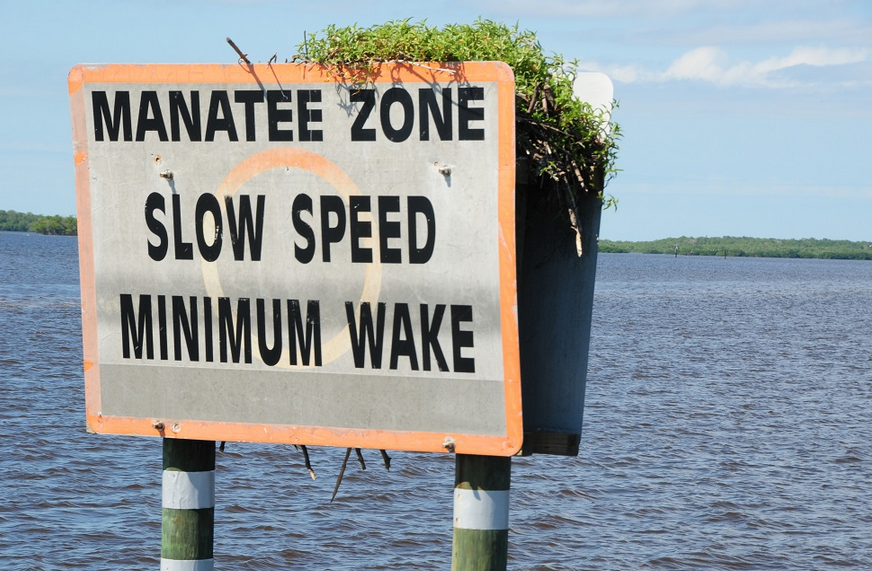 MANATEE ZONE
SLOW SPEED
MINIMUM WAKE